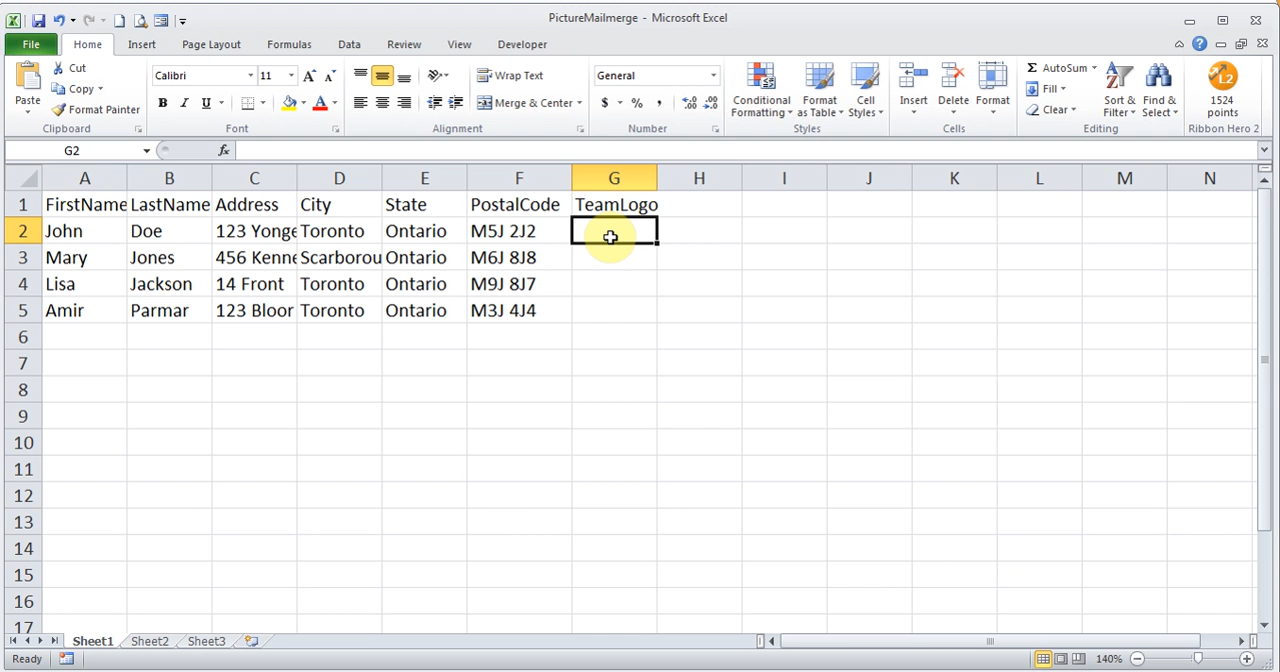 PictureMailmerge - Microsoft Excel
File Home Insert Page Layout Formulas Data Review View Developer
Paste
Cut
Copy
Format Painter
Clipboard
Calibri 11
B I U
Font
Wrap Text
Merge & Center
Alignment
General
$ % ,
Number
Conditional Formatting
Format as Table
Cell Styles
Styles
Insert Delete Format
Cells
Σ AutoSum
Fill
Clear
Sort & Filter
Find & Select
Editing
1524 points
Ribbon Hero 2
G2 fx
A B C D E F G H I J K L M N
1 FirstName LastName Address City State PostalCode TeamLogo
2 John Doe 123 Yonge Toronto Ontario M5J 2J2
3 Mary Jones 456 Kenne Scarborou Ontario M6J 8J8
4 Lisa Jackson 14 Front Toronto Ontario M9J 8J7
5 Amir Parmar 123 Bloor Toronto Ontario M3J 4J4
6
7
8
9
10
11
12
13
14
15
16
17
Sheet1 Sheet2 Sheet3
Ready 140%